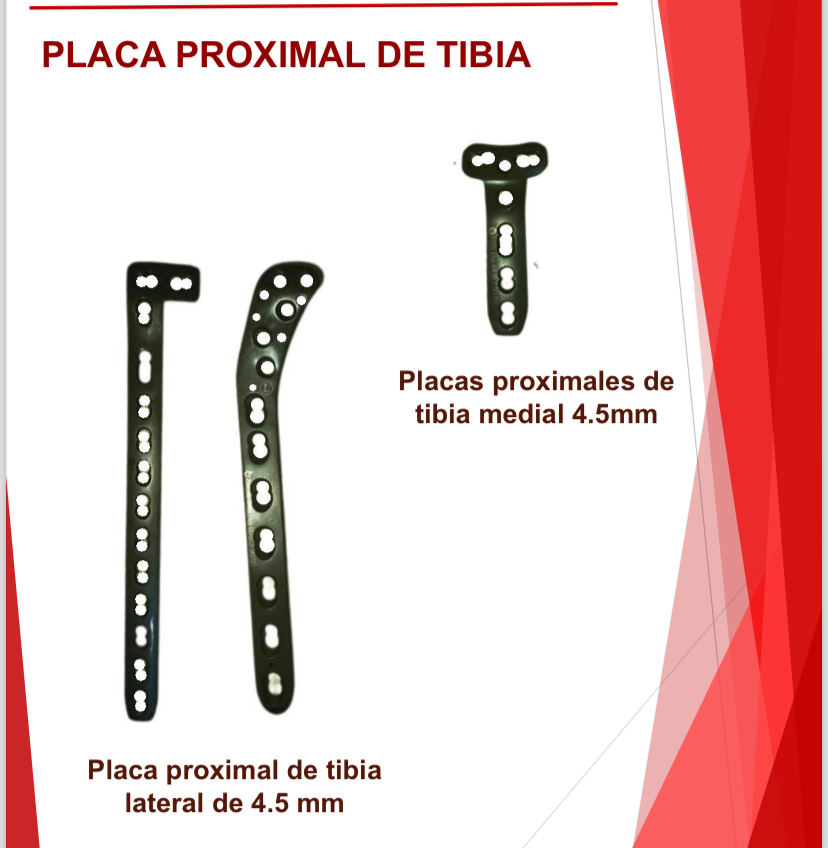 PLACA PROXIMAL DE TIBIA
Placas proximales de
tibia medial 4.5mm
Placa proximal de tibia
lateral de 4.5 mm